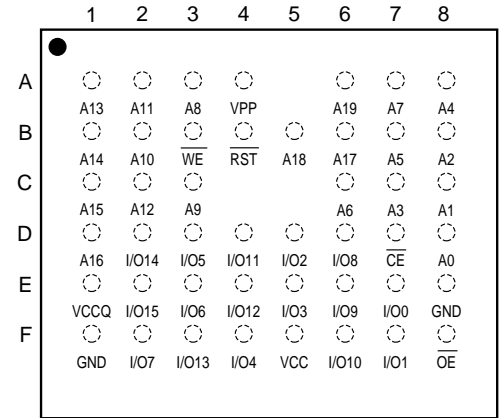 1 2 3 4 5 6 7 8
A
A13 A11 A8 VPP A19 A7 A4
B
A14 A10 WE RST A18 A17 A5 A2
C
A15 A12 A9 A6 A3 A1
D
A16 I/O14 I/O5 I/O11 I/O2 I/O8 CE A0
E
VCCQ I/O15 I/O6 I/O12 I/O3 I/O9 I/O0 GND
F
GND I/O7 I/O13 I/O4 VCC I/O10 I/O1 OE